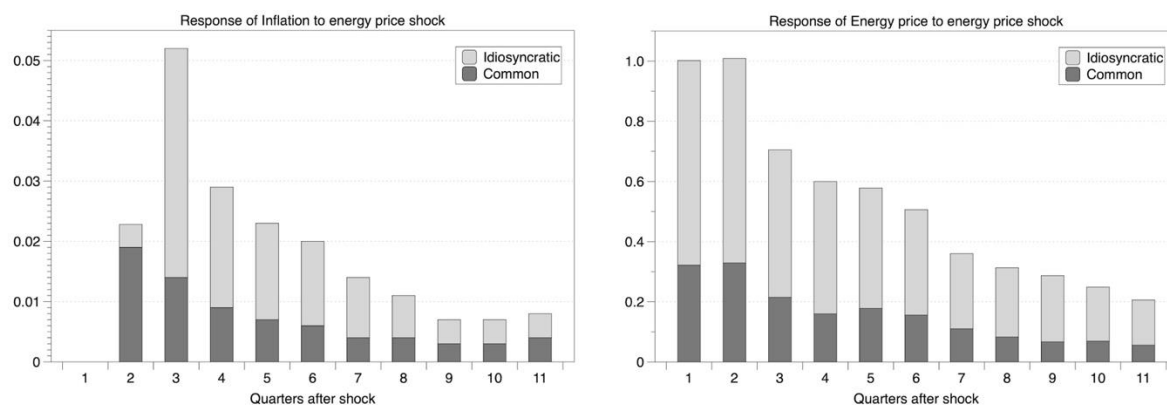 Response of Inflation to energy price shock
Idiosyncratic
Common
0.05
0.04
0.03
0.02
0.01
0
1 2 3 4 5 6 7 8 9 10 11
Quarters after shock
Response of Energy price to energy price shock
Idiosyncratic
Common
1.0
0.8
0.6
0.4
0.2
0
1 2 3 4 5 6 7 8 9 10 11
Quarters after shock